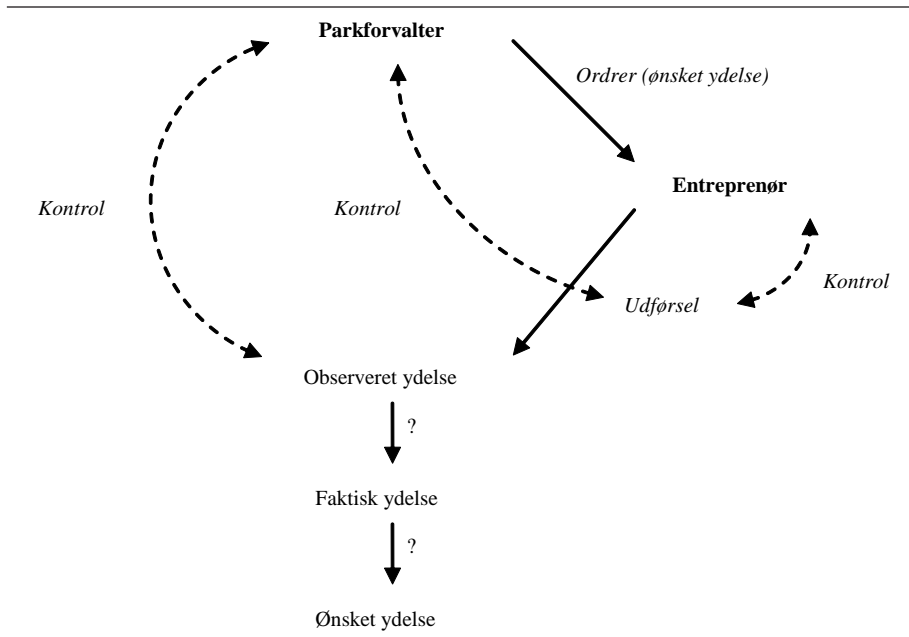 Parkforvalter
Ordrer (ønsket ydelse)
Entreprenør
Kontrol
Kontrol
Kontrol
Udførsel
Observeret ydelse
?
Faktisk ydelse
?
Ønsket ydelse